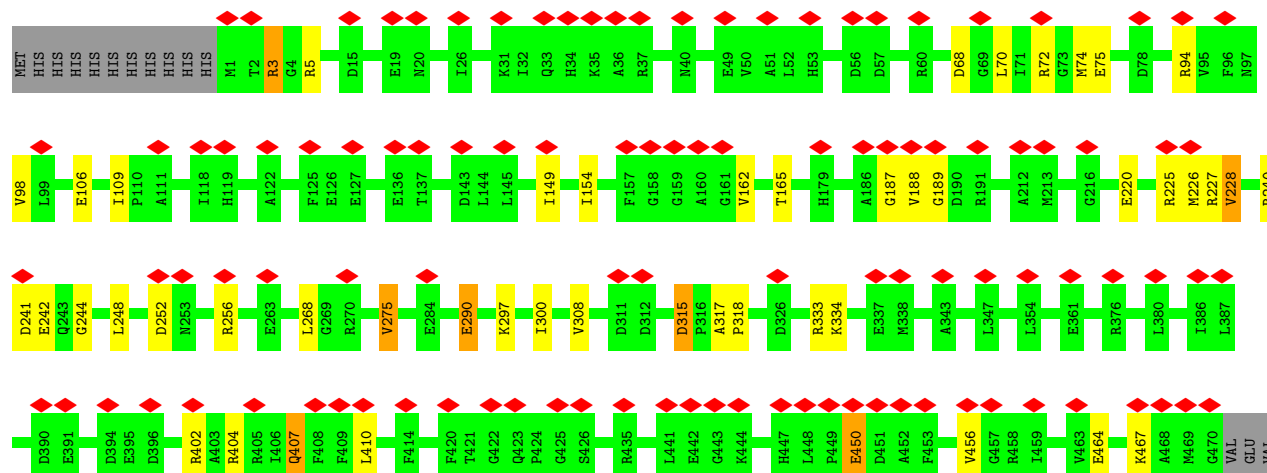 MET HIS HIS HIS HIS HIS HIS HIS HIS HIS M1 T2 R3 G4 R5 D15 E19 N20 I26 K31 I32 Q33 H34 K35 A36 R37 N40 E49 V50 A51 L52 H53 D56 D57 R60 D68 G69 L70 I71 R72 G73 M74 E75 D78 R94 V95 F96 N97
V98 L99 E106 I109 P110 A111 I118 H119 A122 F125 E126 E127 E136 T137 D143 L144 L145 I149 I154 F157 G158 G159 A160 G161 V162 T165 H179 A186 G187 V188 G189 D190 R191 A212 M213 G216 E220 R225 M226 R227 V228
D241 E242 Q243 G244 L248 D252 N253 R256 E263 L268 G269 R270 V275 E284 E290 K297 I300 V308 D311 D312 D315 P316 A317 P318 D326 R333 K334 E337 M338 A343 L347 L354 E361 R376 L380 I386 L387
D390 E391 D394 E395 D396 R402 A403 R404 R405 I406 Q407 F408 F409 L410 F414 F420 T421 G422 Q423 P424 G425 S426 R435 L441 E442 G443 K444 H447 L448 P449 E450 D451 A452 F453 V456 G457 R458 I459 V463 E464 K467 A468 M469 G470 VAL GLU